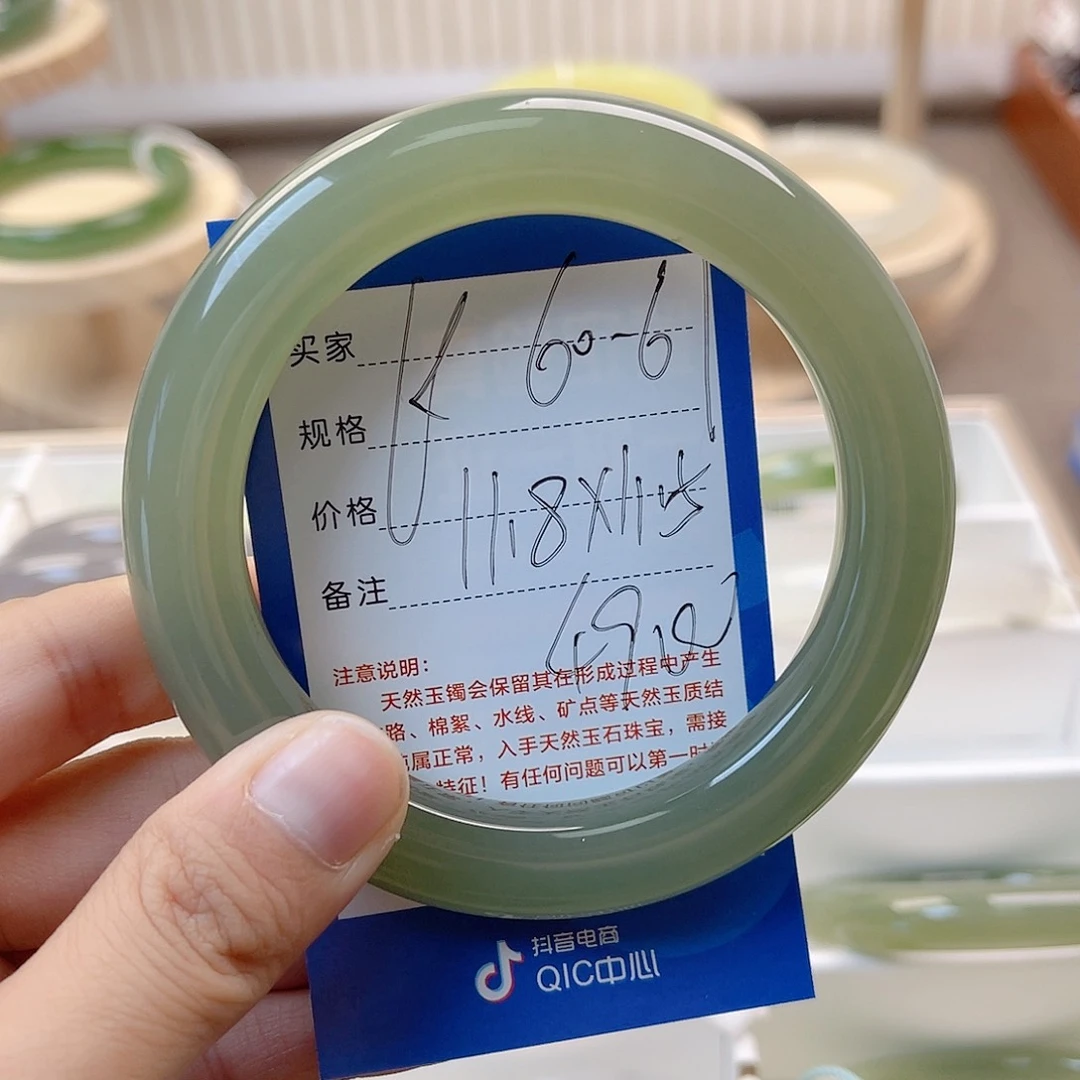 买家 K 60-61
规格
价格 11.8X11.5
备注
注意说明:
天然玉镯会保留其在形成过程中产生
路、棉絮、水线、矿点等天然玉质结
属正常，入手天然玉石珠宝，需接
特征！有任何问题可以第一时
抖音电商
QIC中心